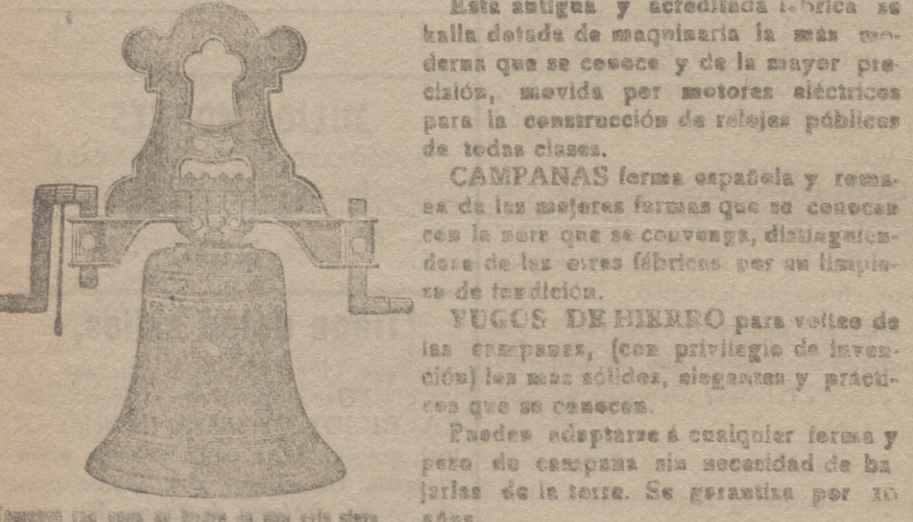 Esta antigua y acreditada fábrica se
halla dotada de maquinaria la más mo-
derna que se conoce y de la mayor pre-
cisión, movida por motores eléctricos
para la construcción de relojes públicos
de todas clases.
CAMPANAS forma española y roma-
na de las mejores formas que se conocen
con la nota que se convenga, distinguién-
dose de las otras fábricas por su limpie-
za de fundición.
YUGOS DE HIERRO para volteo de
las campanas, (con privilegio de inven-
ción) los mas sólidos, elegantes y prácti-
cos que se conocen.
Pueden adaptarse á cualquier forma y
peso de campana sin necesidad de ba
jarlas de la torre. Se garantiza por 10
años